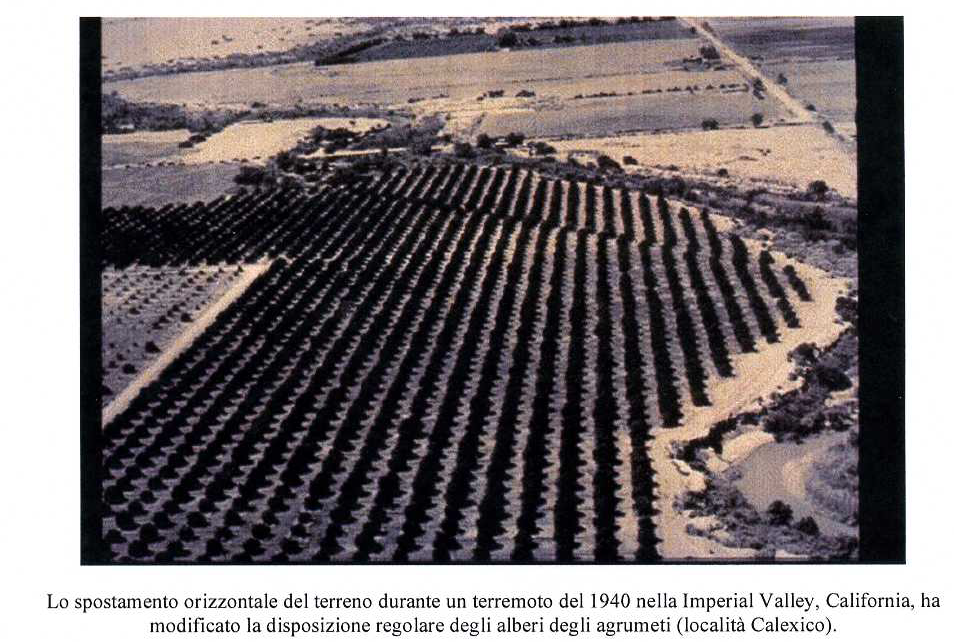 Lo spostamento orizzontale del terreno durante un terremoto del 1940 nella Imperial Valley, California, ha
modificato la disposizione regolare degli alberi degli agrumeti (località Calexico).